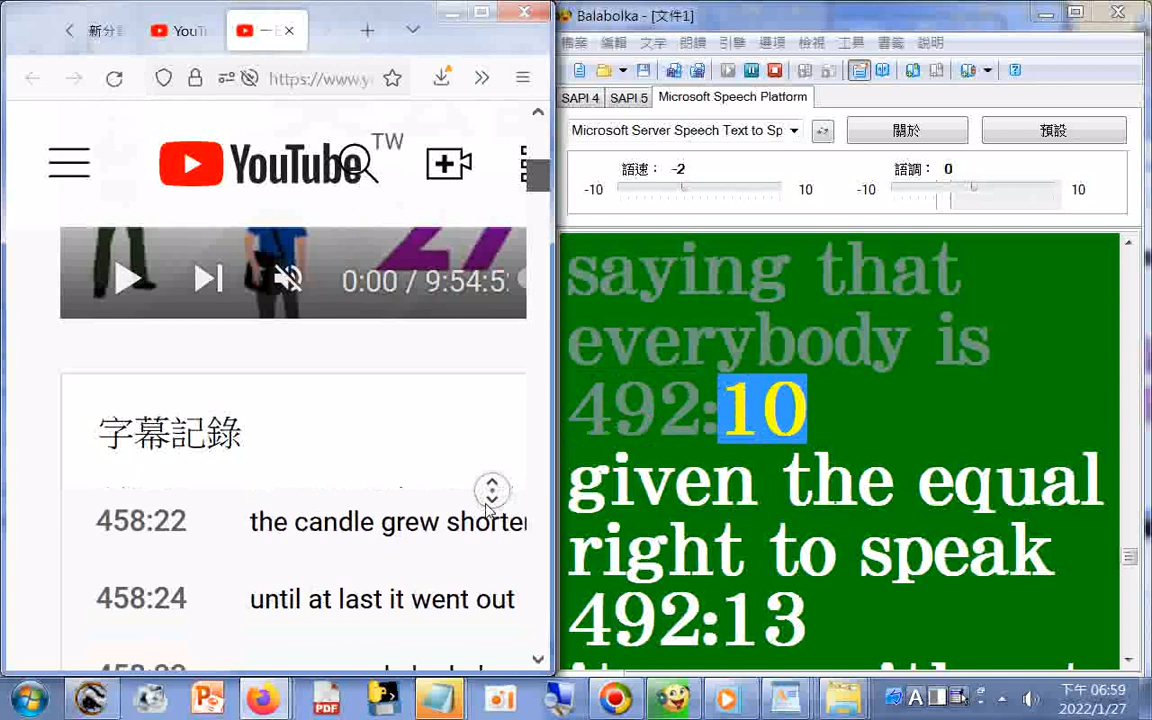 新分
YouT
一 E
https://www.y
YouTube
TW
27
0:00 / 9:54:5
字幕記錄
458:22 the candle grew shorter
458:24 until at last it went out
Balabolka - [文件1]
檔案 編輯 文字 朗讀 引擎 選項 檢視 工具 書籤 說明
SAPI 4 SAPI 5 Microsoft Speech Platform
Microsoft Server Speech Text to Sp
關於
預設
語速： -2
語調： 0
-10 10
-10 10
saying that
everybody is
492:10
given the equal
right to speak
492:13
PDF
A
下午 06:59
2022/1/27